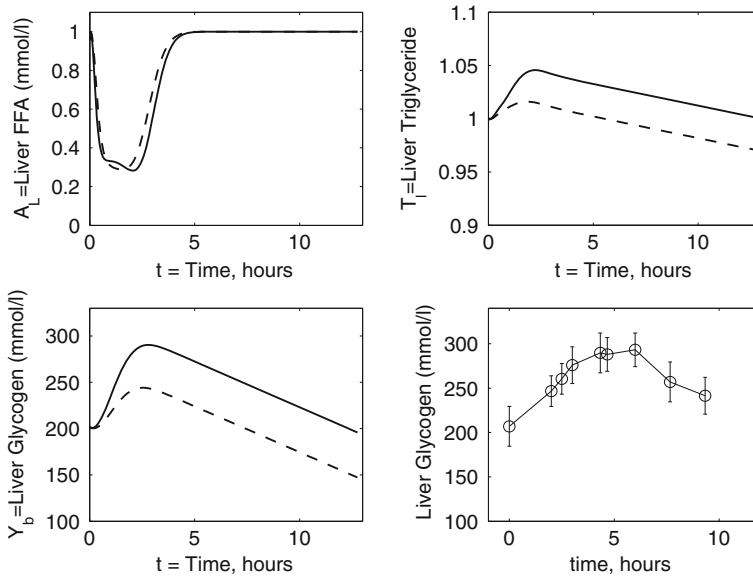 A_L=Liver FFA (mmol/l)
1
0.8
0.6
0.4
0.2
0
0 5 10
t = Time, hours
T_l=Liver Triglyceride
1.1
1.05
1
0.95
0.9
0 5 10
t = Time, hours
Y_b=Liver Glycogen (mmol/l)
300
250
200
150
100
0 5 10
t = Time, hours
Liver Glycogen (mmol/l)
300
250
200
150
100
0 5 10
time, hours